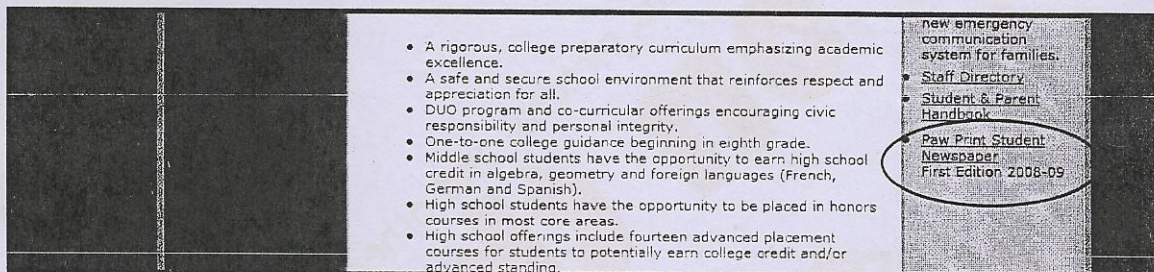 • A rigorous, college preparatory curriculum emphasizing academic
excellence.
• A safe and secure school environment that reinforces respect and
appreciation for all.
• DUO program and co-curricular offerings encouraging civic
responsibility and personal integrity.
• One-to-one college guidance beginning in eighth grade.
• Middle school students have the opportunity to earn high school
credit in algebra, geometry and foreign languages (French,
German and Spanish).
• High school students have the opportunity to be placed in honors
courses in most core areas.
• High school offerings include fourteen advanced placement
courses for students to potentially earn college credit and/or
advanced standing.
new emergency
communication
system for families.
• Staff Directory
• Student & Parent
Handbook
• Paw Print Student
Newspaper
First Edition 2008-09